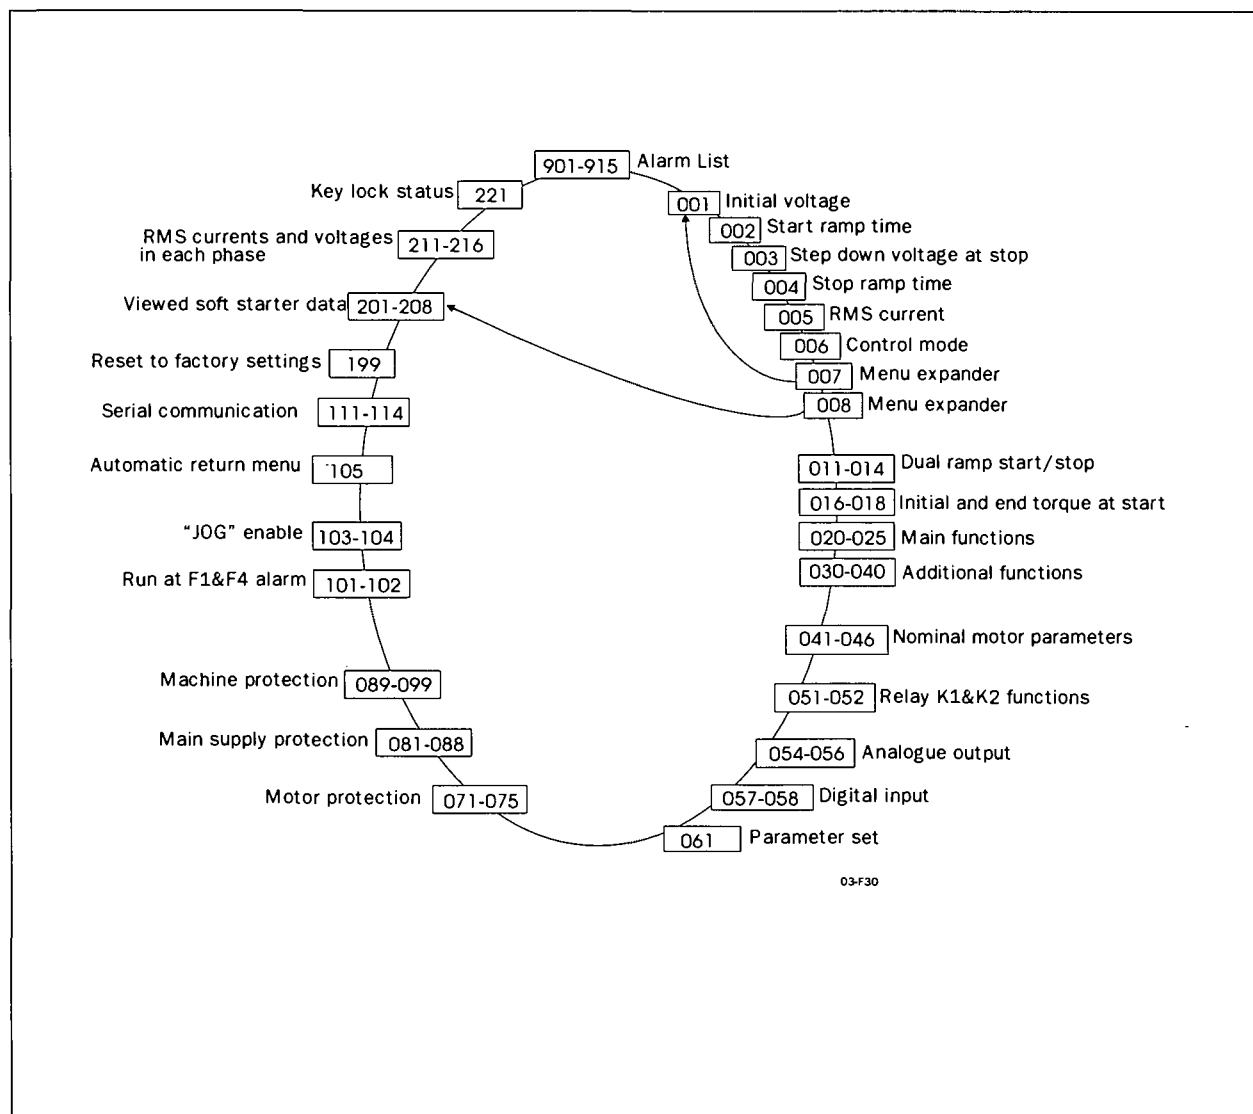 901-915 Alarm List
Key lock status 221
001 Initial voltage
002 Start ramp time
RMS currents and voltages
in each phase
211-216
003 Step down voltage at stop
004 Stop ramp time
Viewed soft starter data 201-208
005 RMS current
006 Control mode
Reset to factory settings 199
007 Menu expander
008 Menu expander
Serial communication 111-114
011-014 Dual ramp start/stop
Automatic return menu 105
016-018 Initial and end torque at start
"JOG" enable 103-104
020-025 Main functions
030-040 Additional functions
Run at F1&F4 alarm 101-102
041-046 Nominal motor parameters
Machine protection 089-099
051-052 Relay K1&K2 functions
Main supply protection 081-088
054-056 Analogue output
Motor protection 071-075
057-058 Digital input
061 Parameter set
03-F30